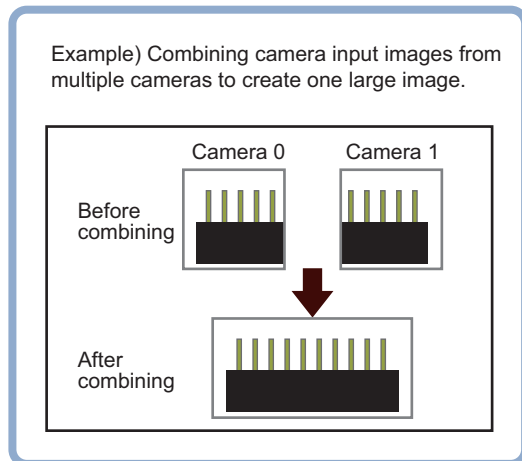 Example) Combining camera input images from
multiple cameras to create one large image.
Camera 0
Camera 1
Before
combining
After
combining